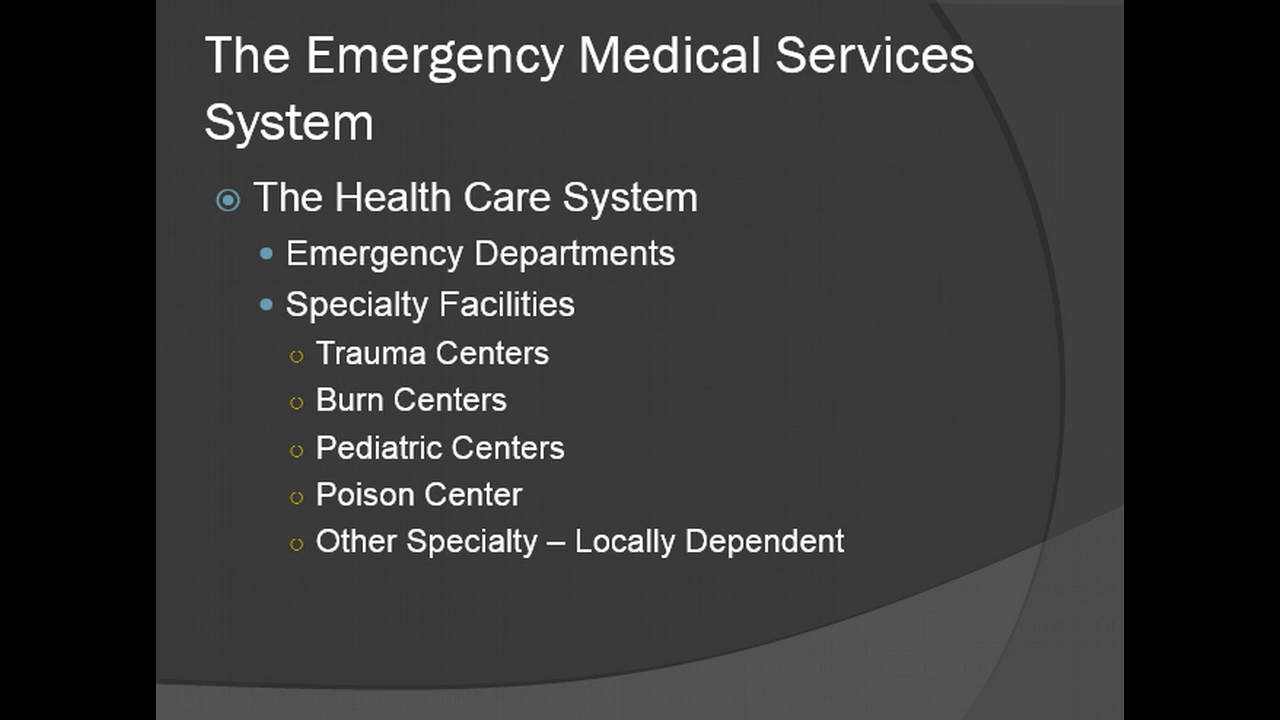 The Emergency Medical Services
System
The Health Care System
Emergency Departments
Specialty Facilities
Trauma Centers
Burn Centers
Pediatric Centers
Poison Center
Other Specialty – Locally Dependent